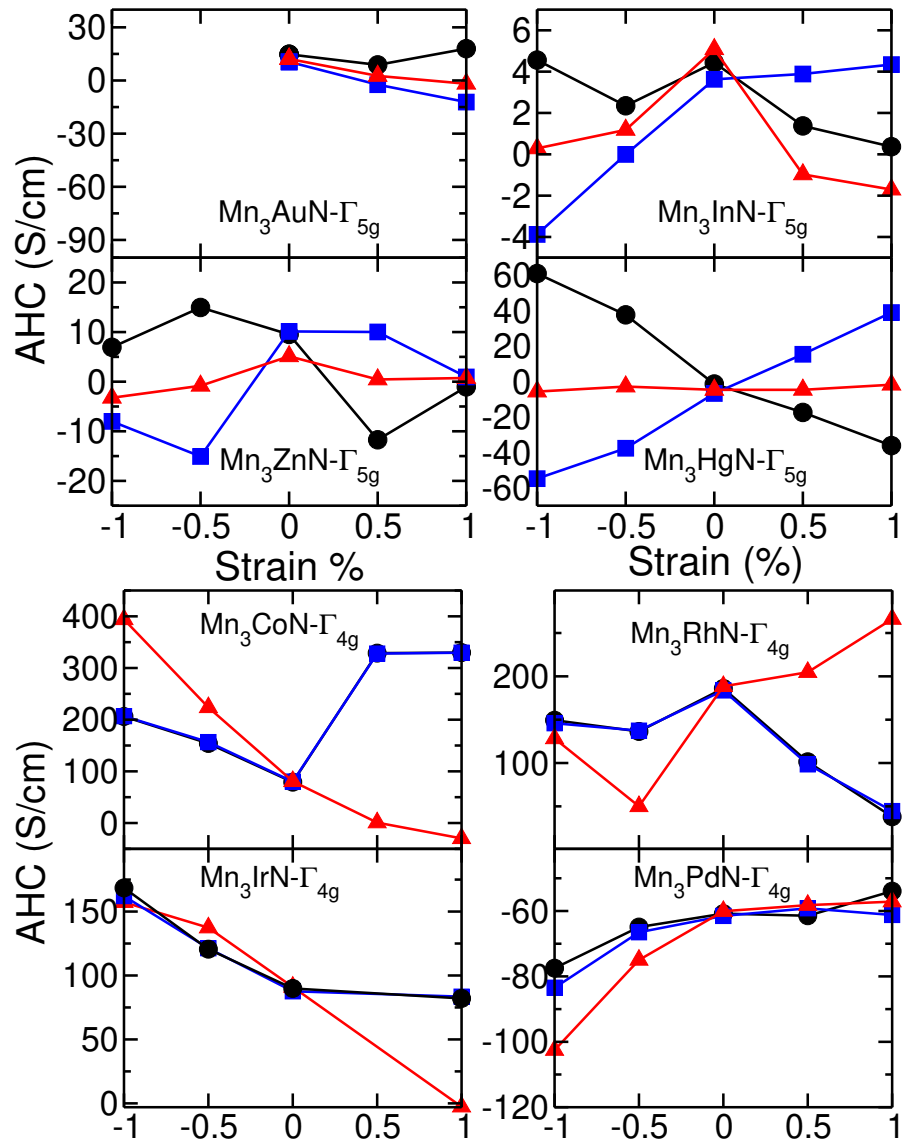 AHC (S/cm)
30
0
-30
-60
-90
Mn3AuN-Γ5g
6
4
2
0
-2
-4
Mn3InN-Γ5g
20
10
0
-10
-20
Mn3ZnN-Γ5g
60
40
20
0
-20
-40
-60
Mn3HgN-Γ5g
-1 -0.5 0 0.5 1
-1 -0.5 0 0.5 1
Strain %
Strain (%)
AHC (S/cm)
400
300
200
100
0
Mn3CoN-Γ4g
200
100
Mn3RhN-Γ4g
150
100
50
0
Mn3IrN-Γ4g
-60
-80
-100
-120
Mn3PdN-Γ4g
-1 -0.5 0 0.5 1
-1 -0.5 0 0.5 1